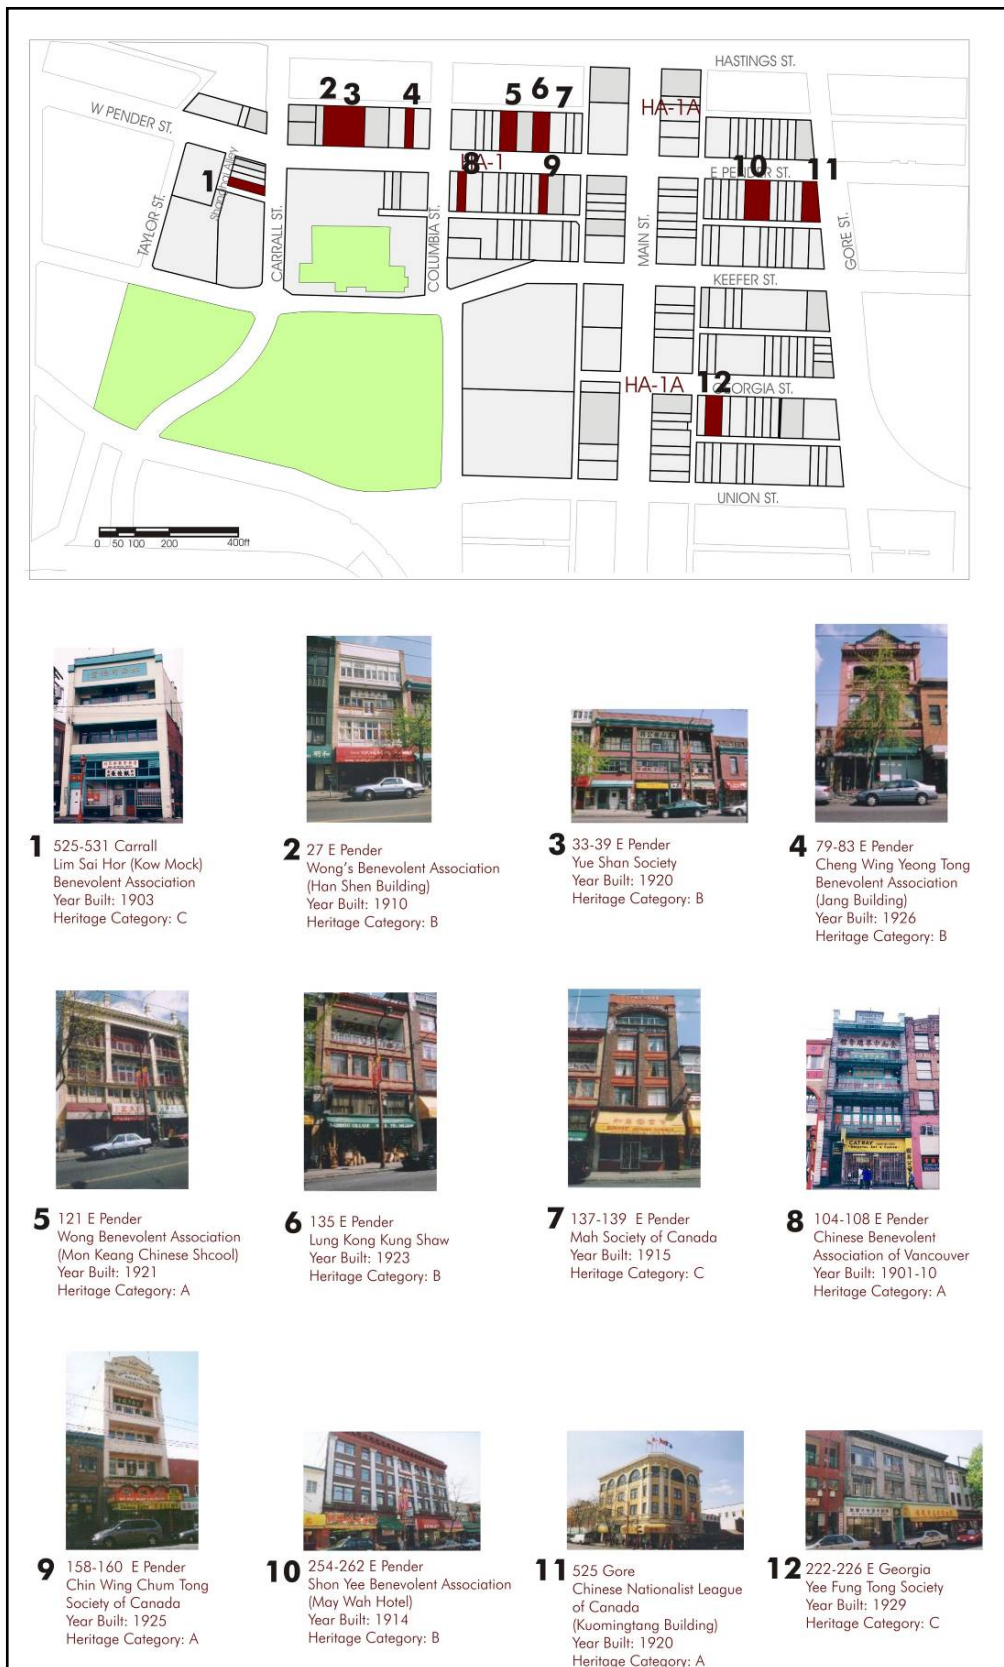 HASTINGS ST.
2
3
4
5
6
7
HA-1A
W PENDER ST.
1
Shanghai Alley
8
HA-1
9
E PENDER ST.
10
11
TAYLOR ST.
CARRALL ST.
COLUMBIA ST.
MAIN ST.
GORE ST.
KEEFER ST.
HA-1A
12
GEORGIA ST.
UNION ST.
0 50 100 200 400ft
1 525-531 Carrall
Lim Sai Hor (Kow Mock)
Benevolent Association
Year Built: 1903
Heritage Category: C
2 27 E Pender
Wong's Benevolent Association
(Han Shen Building)
Year Built: 1910
Heritage Category: B
3 33-39 E Pender
Yue Shan Society
Year Built: 1920
Heritage Category: B
4 79-83 E Pender
Cheng Wing Yeong Tong
Benevolent Association
(Jang Building)
Year Built: 1926
Heritage Category: B
5 121 E Pender
Wong Benevolent Association
(Mon Keang Chinese Shcool)
Year Built: 1921
Heritage Category: A
6 135 E Pender
Lung Kong Kung Shaw
Year Built: 1923
Heritage Category: B
7 137-139 E Pender
Mah Society of Canada
Year Built: 1915
Heritage Category: C
CATHAY
8 104-108 E Pender
Chinese Benevolent
Association of Vancouver
Year Built: 1901-10
Heritage Category: A
9 158-160 E Pender
Chin Wing Chum Tong
Society of Canada
Year Built: 1925
Heritage Category: A
10 254-262 E Pender
Shon Yee Benevolent Association
(May Wah Hotel)
Year Built: 1914
Heritage Category: B
11 525 Gore
Chinese Nationalist League
of Canada
(Kuomingtang Building)
Year Built: 1920
Heritage Category: A
12 222-226 E Georgia
Yee Fung Tong Society
Year Built: 1929
Heritage Category: C